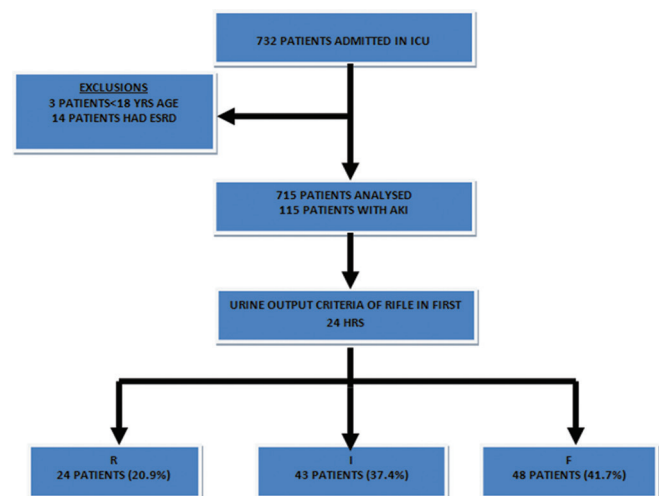 732 PATIENTS ADMITTED IN ICU
EXCLUSIONS
3 PATIENTS<18 YRS AGE
14 PATIENTS HAD ESRD
715 PATIENTS ANALYSED
115 PATIENTS WITH AKI
URINE OUTPUT CRITERIA OF RIFLE IN FIRST
24 HRS
R
24 PATIENTS (20.9%)
I
43 PATIENTS (37.4%)
F
48 PATIENTS (41.7%)